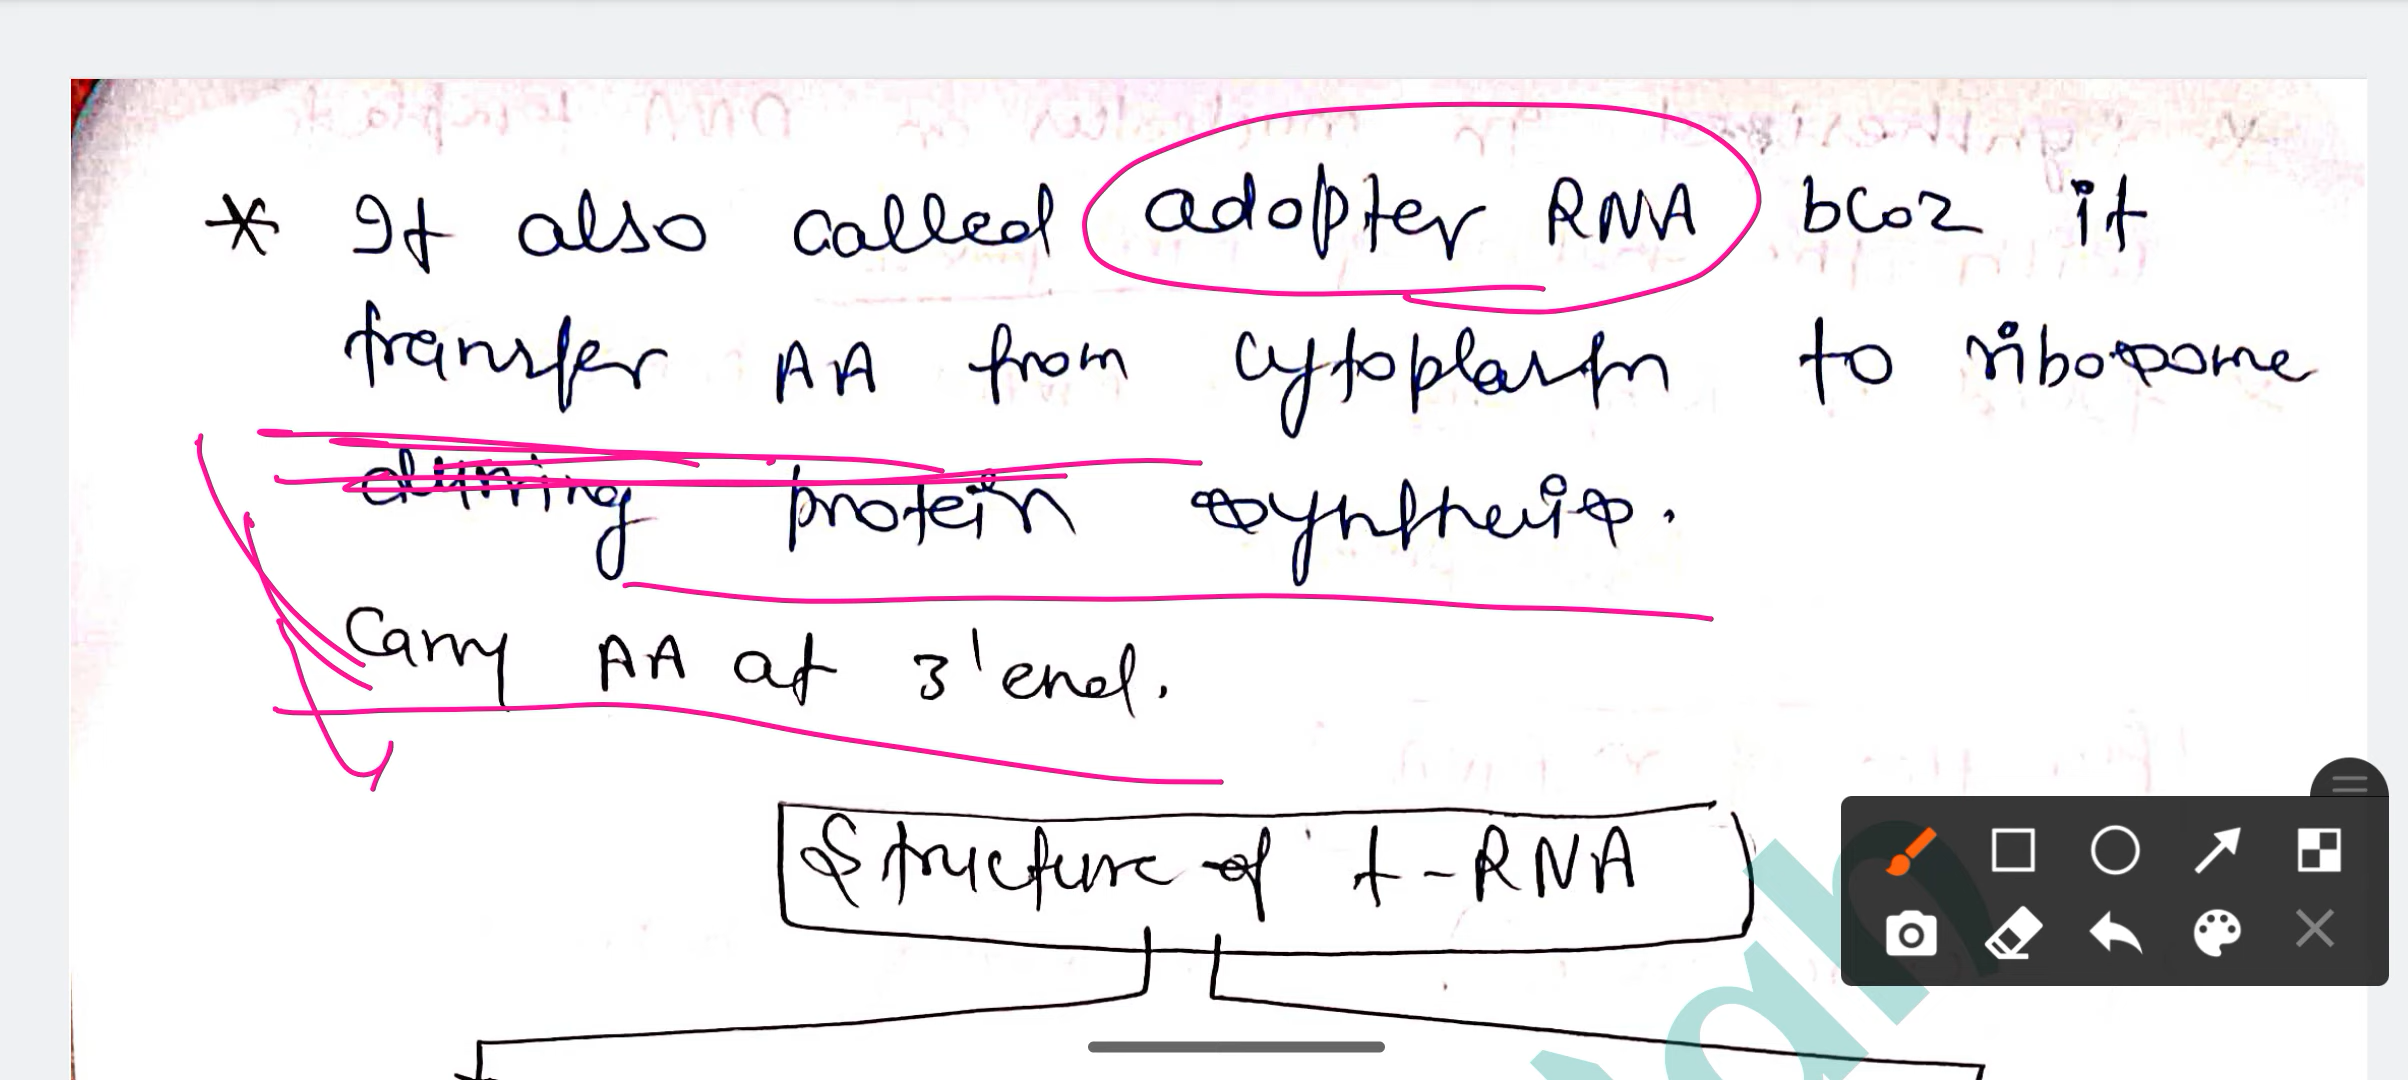 * It also called adopter RNA bcoz it
transfer AA from cytoplasm to ribosome
during protein synthesis.
Carry AA at 3' end.
Structure of t-RNA